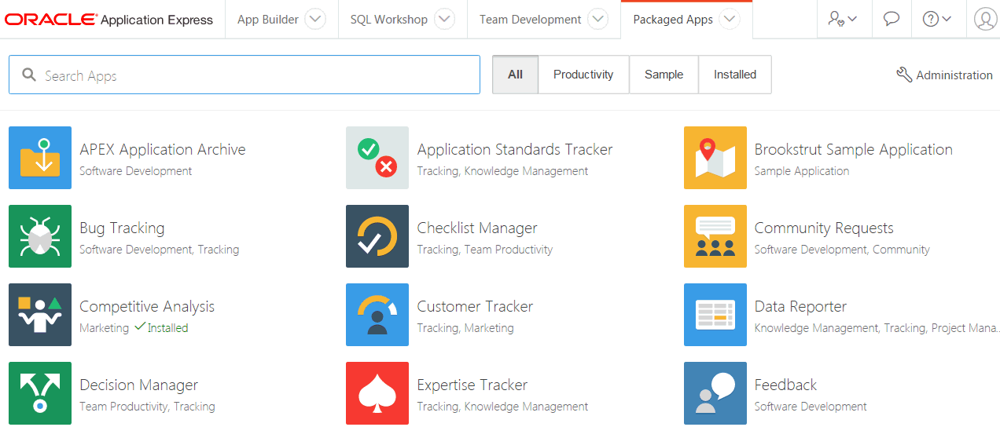 ORACLE Application Express App Builder SQL Workshop Team Development Packaged Apps
Search Apps All Productivity Sample Installed Administration
APEX Application Archive
Software Development
Application Standards Tracker
Tracking, Knowledge Management
Brookstrut Sample Application
Sample Application
Bug Tracking
Software Development, Tracking
Checklist Manager
Tracking, Team Productivity
Community Requests
Software Development, Community
Competitive Analysis
Marketing Installed
Customer Tracker
Tracking, Marketing
Data Reporter
Knowledge Management, Tracking, Project Mana...
Decision Manager
Team Productivity, Tracking
Expertise Tracker
Tracking, Knowledge Management
Feedback
Software Development